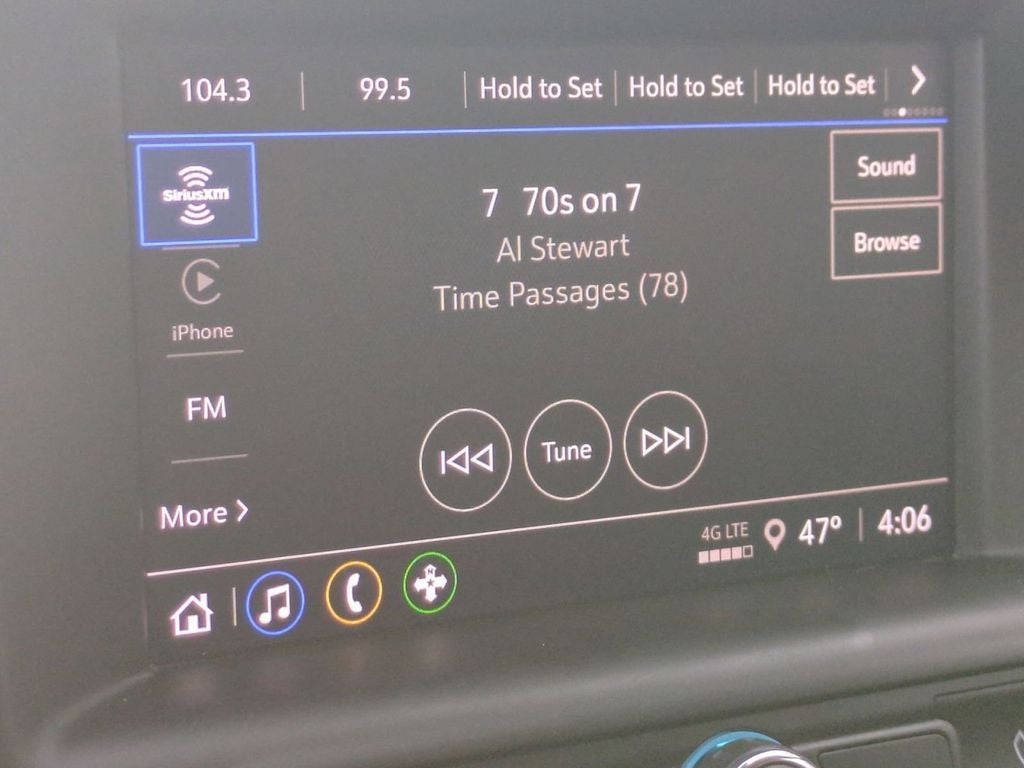 104.3 99.5 Hold to Set Hold to Set Hold to Set
SiriusXM
7 70s on 7
Al Stewart
Time Passages (78)
Sound
Browse
iPhone
FM
More
Tune
4G LTE 47° 4:06
N